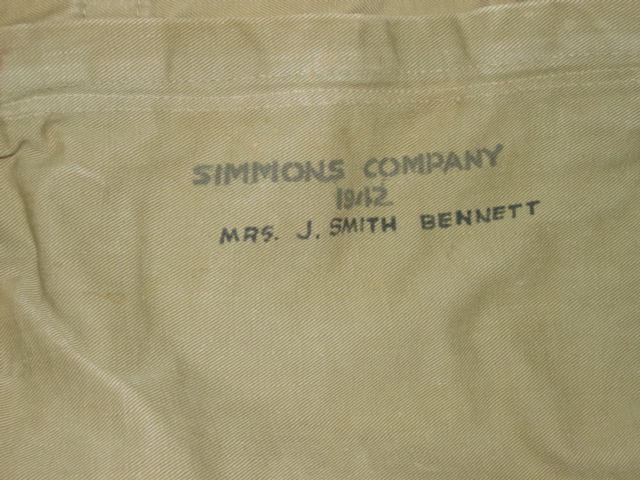 SIMMONS COMPANY
1942
MRS. J. SMITH BENNETT